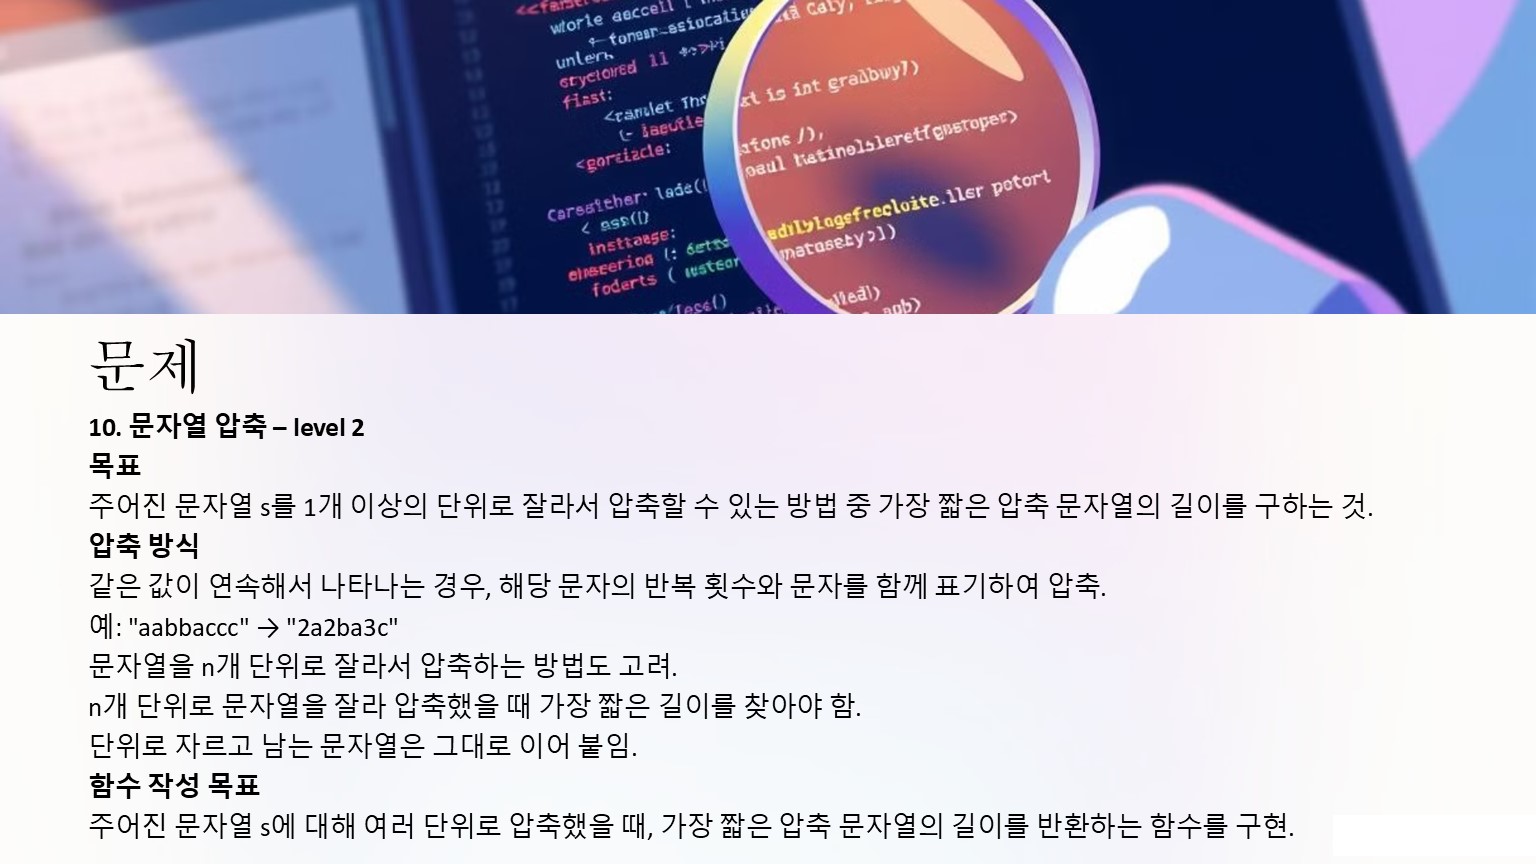 문제
10. 문자열 압축 – level 2
목표
주어진 문자열 s를 1개 이상의 단위로 잘라서 압축할 수 있는 방법 중 가장 짧은 압축 문자열의 길이를 구하는 것.
압축 방식
같은 값이 연속해서 나타나는 경우, 해당 문자의 반복 횟수와 문자를 함께 표기하여 압축.
예: "aabbaccc" → "2a2ba3c"
문자열을 n개 단위로 잘라서 압축하는 방법도 고려.
n개 단위로 문자열을 잘라 압축했을 때 가장 짧은 길이를 찾아야 함.
단위로 자르고 남는 문자열은 그대로 이어 붙임.
함수 작성 목표
주어진 문자열 s에 대해 여러 단위로 압축했을 때, 가장 짧은 압축 문자열의 길이를 반환하는 함수를 구현.